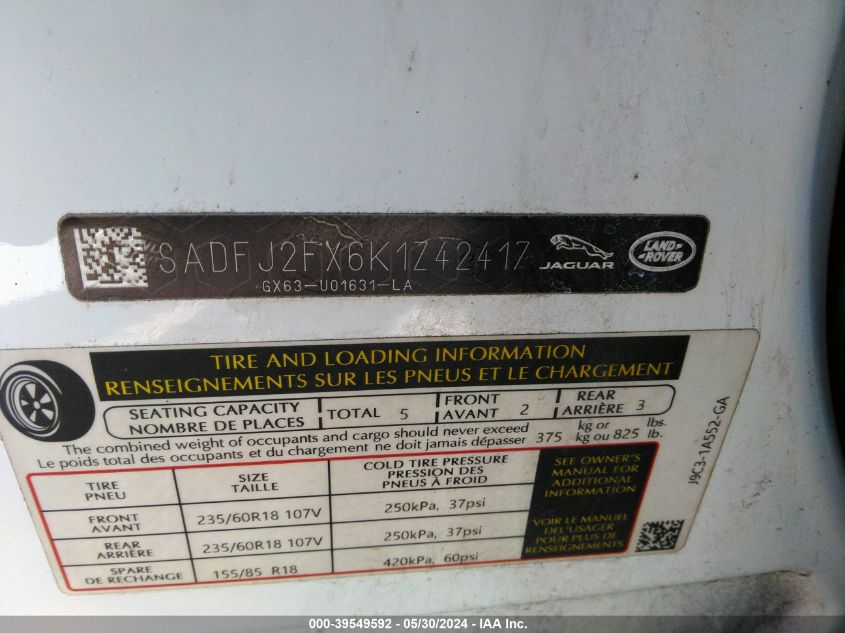 SADFJ2FX6K1Z42417
GX63-U01631-LA
JAGUAR
LAND ROVER
TIRE AND LOADING INFORMATION
RENSEIGNEMENTS SUR LES PNEUS ET LE CHARGEMENT
SEATING CAPACITY
NOMBRE DE PLACES
TOTAL 5
FRONT
AVANT 2
REAR
ARRIÈRE 3
The combined weight of occupants and cargo should never exceed 375 kg or 825 lbs.
Le poids total des occupants et du chargement ne doit jamais dépasser kg ou lb.
TIRE
PNEU
SIZE
TAILLE
COLD TIRE PRESSURE
PRESSION DES
PNEUS À FROID
FRONT
AVANT
235/60R18 107V
250kPa, 37psi
REAR
ARRIÈRE
235/60R18 107V
250kPa, 37psi
SPARE
DE RECHANGE
155/85 R18
420kPa, 60psi
SEE OWNER'S
MANUAL FOR
ADDITIONAL
INFORMATION
VOIR LE MANUEL
DEL'USAGER
POUR PLUS DE
RENSEIGNEMENTS
J9C3-1A552-GA
000-39549592 - 05/30/2024 - IAA, Inc.